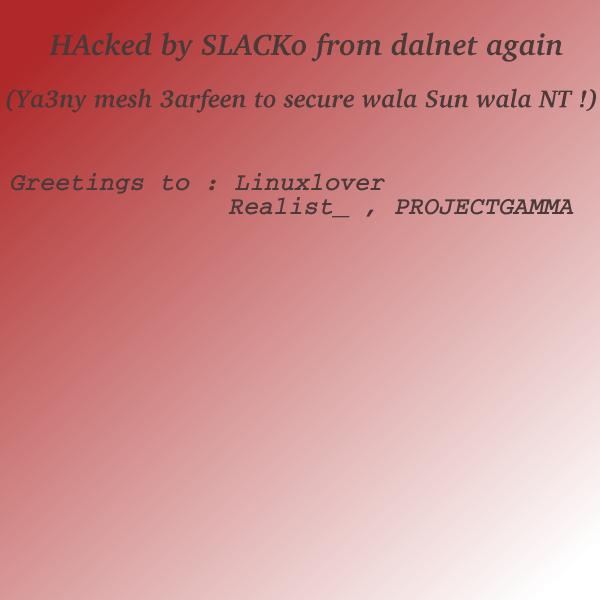 HAcked by SLACKo from dalnet again
(Ya3ny mesh 3arfeen to secure wala Sun wala NT !)
Greetings to : Linuxlover
Realist_ , PROJECTGAMMA